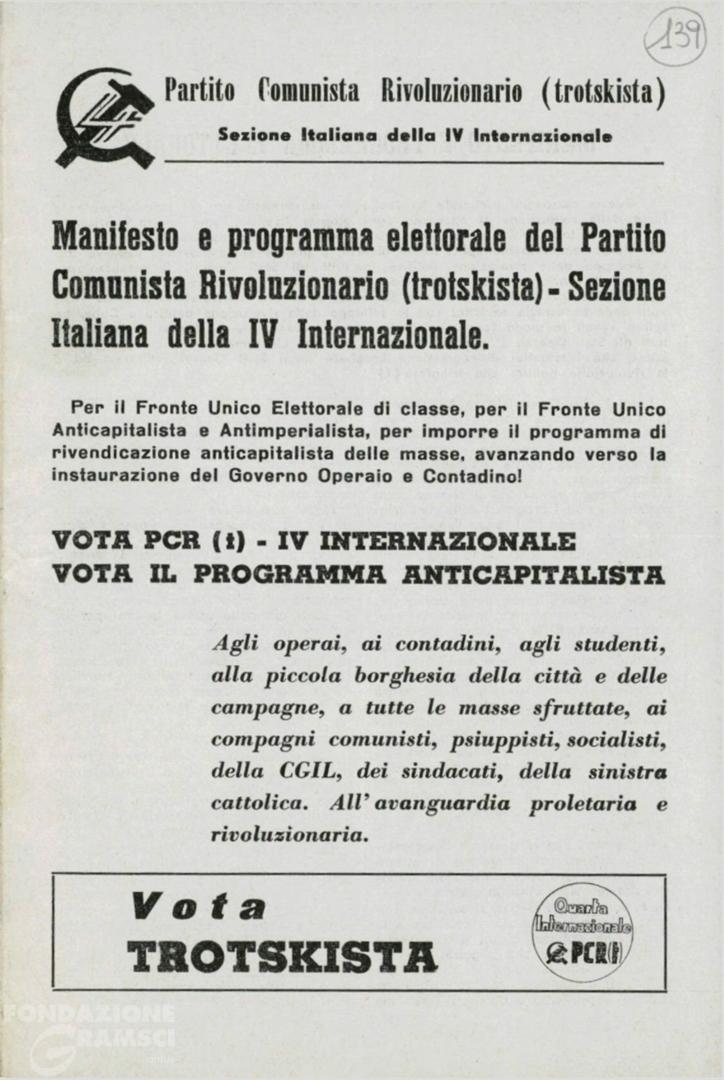 139
Partito Comunista Rivoluzionario (trotskista)
Sezione Italiana della IV Internazionale
Manifesto e programma elettorale del Partito
Comunista Rivoluzionario (trotskista) - Sezione
Italiana della IV Internazionale.
Per il Fronte Unico Elettorale di classe, per il Fronte Unico
Anticapitalista e Antimperialista, per imporre il programma di
rivendicazione anticapitalista delle masse, avanzando verso la
instaurazione del Governo Operaio e Contadino!
VOTA PCR (t) - IV INTERNAZIONALE
VOTA IL PROGRAMMA ANTICAPITALISTA
Agli operai, ai contadini, agli studenti,
alla piccola borghesia della città e delle
campagne, a tutte le masse sfruttate, ai
compagni comunisti, psiuppisti, socialisti,
della CGIL, dei sindacati, della sinistra
cattolica. All'avanguardia proletaria e
rivoluzionaria.
Vota
TROTSKISTA
Quarta
Internazionale
PCR(t)
FONDAZIONE
GRAMSCI